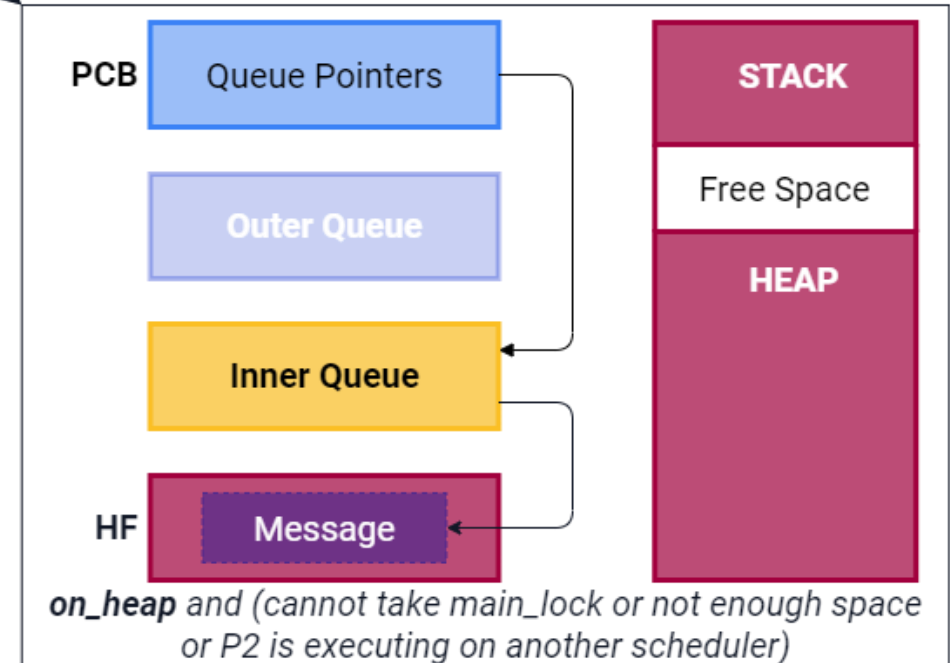 PCB
Queue Pointers
STACK
Free Space
Outer Queue
HEAP
Inner Queue
HF
Message
on_heap and (cannot take main_lock or not enough space
or P2 is executing on another scheduler)